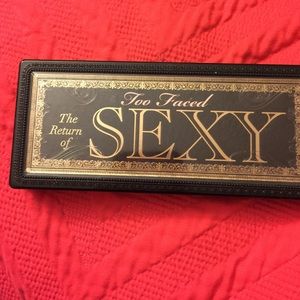 Too Faced
The
Return
of
SEXY